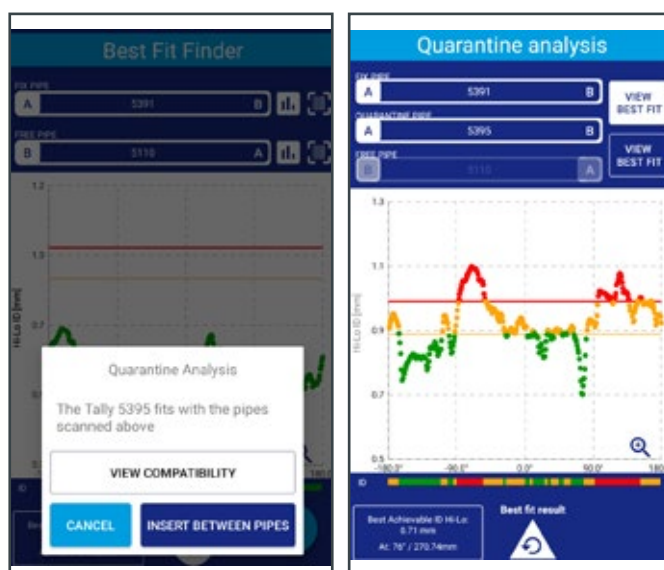 Best Fit Finder
FIX PIPE
A 5391 B
FREE PIPE
B 5110 A
1.2
1.0
0.7
Hi-Lo ID [mm]
180.0
ID
Quarantine Analysis
The Tally 5395 fits with the pipes
scanned above
VIEW COMPATIBILITY
CANCEL
INSERT BETWEEN PIPES
Quarantine analysis
FIX PIPE
A 5391 B
VIEW
BEST FIT
QUARANTINE PIPE
A 5395 B
VIEW
BEST FIT
FREE PIPE
B 5110 A
1.3
1.1
0.9
0.7
0.5
Hi-Lo ID [mm]
-180.0° -90.0° 0.0° 90.0°
ID
Best Achievable ID Hi-Lo:
0.71 mm
At: 76° / 270.74mm
Best fit result